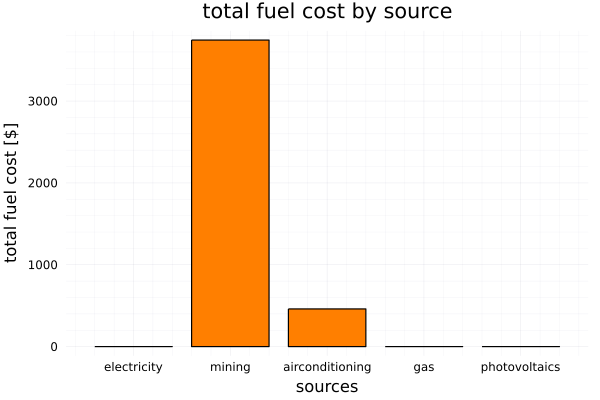 total fuel cost by source
total fuel cost [$]
3000
2000
1000
0
electricity mining airconditioning gas photovoltaics
sources